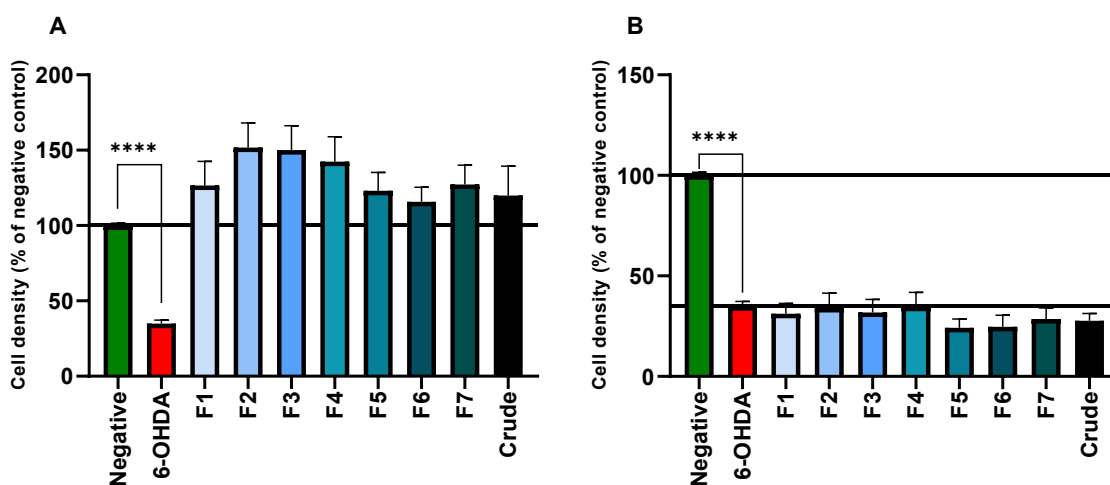 A
Cell density (% of negative control)
200
150
100
50
0
****
Negative
6-OHDA
F1
F2
F3
F4
F5
F6
F7
Crude
B
Cell density (% of negative control)
150
100
50
0
****
Negative
6-OHDA
F1
F2
F3
F4
F5
F6
F7
Crude